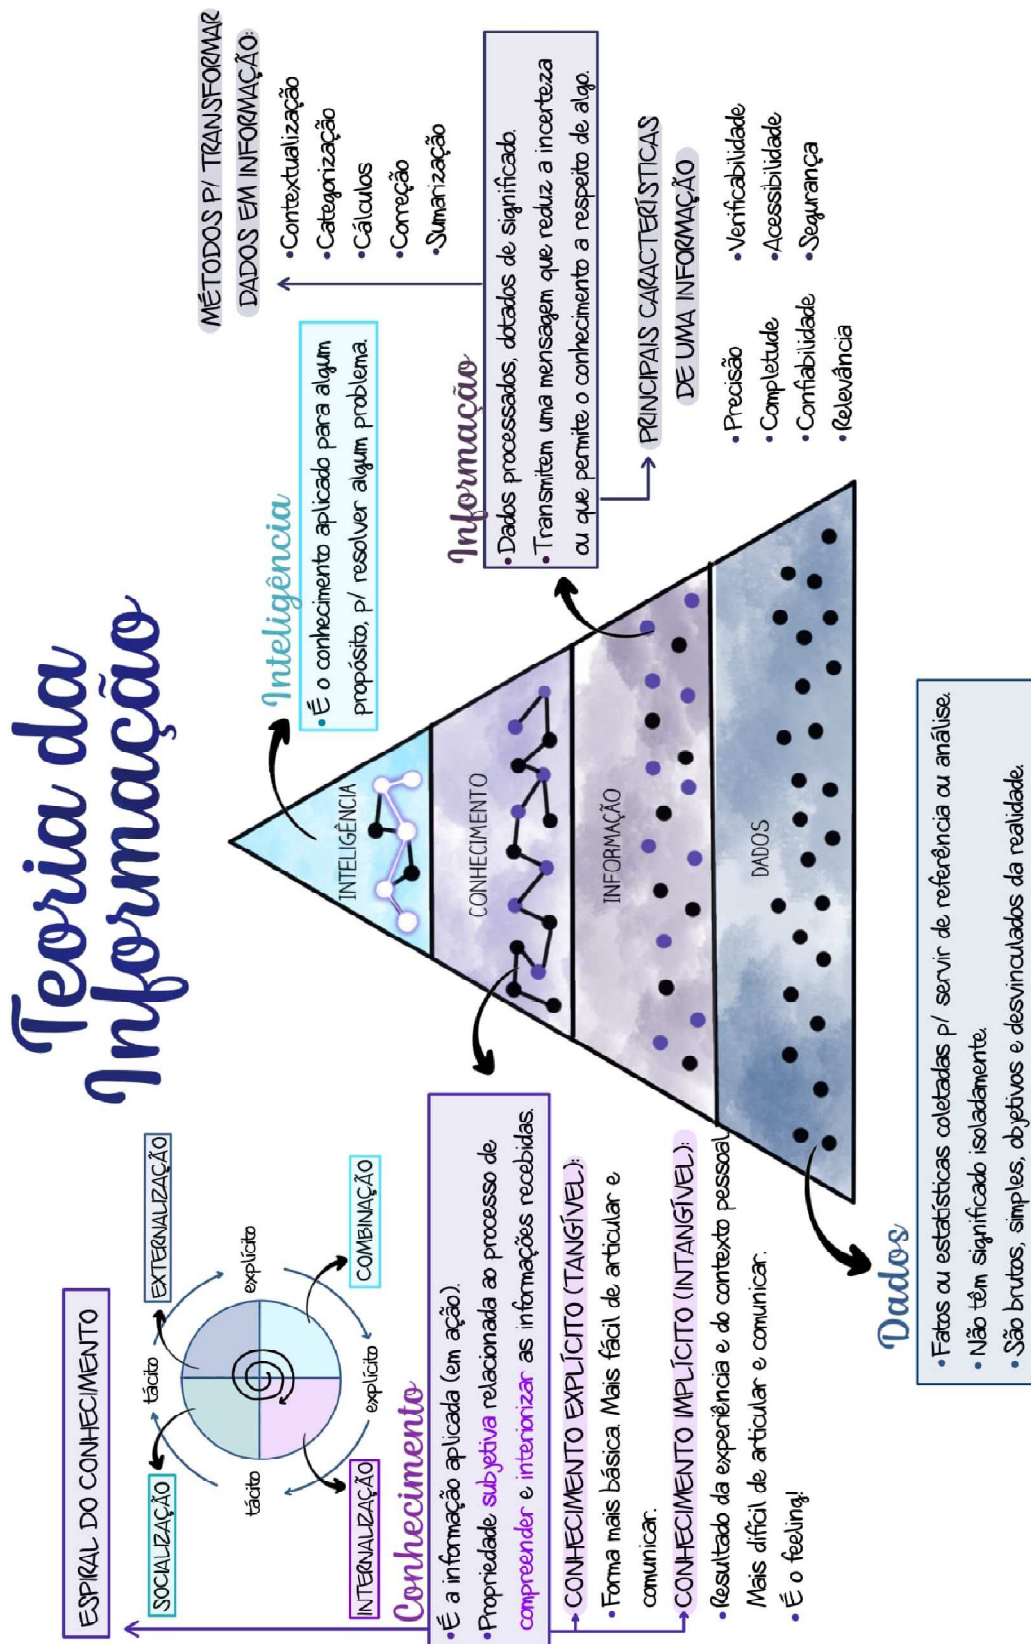 Teoria da
Informação
ESPIRAL DO CONHECIMENTO
SOCIALIZAÇÃO
EXTERNALIZAÇÃO
tácito
tácito
explícito
explícito
INTERNALIZAÇÃO
COMBINAÇÃO
Conhecimento
• É a informação aplicada (em ação).
• Propriedade subjetiva relacionada ao processo de
compreender e interiorizar as informações recebidas.
CONHECIMENTO EXPLÍCITO (TANGÍVEL):
• Forma mais básica. Mais fácil de articular e
comunicar.
CONHECIMENTO IMPLÍCITO (INTANGÍVEL):
• Resultado da experiência e do contexto pessoal.
Mais difícil de articular e comunicar.
• É o feeling!
INTELIGÊNCIA
CONHECIMENTO
INFORMAÇÃO
DADOS
Inteligência
• É o conhecimento aplicado para algum
propósito, p/ resolver algum problema.
MÉTODOS P/ TRANSFORMAR
DADOS EM INFORMAÇÃO:
• Contextualização
• Categorização
• Cálculos
• Correção
• Sumarização
Informação
• Dados processados, dotados de significado.
• Transmitem uma mensagem que reduz a incerteza
ou que permite o conhecimento a respeito de algo.
PRINCIPAIS CARACTERÍSTICAS
DE UMA INFORMAÇÃO
• Precisão
• Completude
• Confiabilidade
• Relevância
• Verificabilidade
• Acessibilidade
• Segurança
Dados
• Fatos ou estatísticas coletadas p/ servir de referência ou análise.
• Não têm significado isoladamente.
• São brutos, simples, objetivos e desvinculados da realidade.